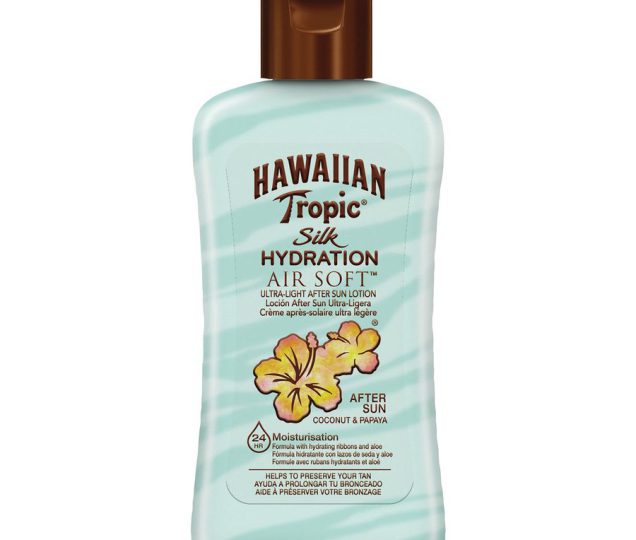 HAWAIIAN
Tropic®
Silk
HYDRATION
AIR SOFT™
ULTRA-LIGHT AFTER SUN LOTION
Loción After Sun Ultra-Ligera
Crème après-solaire ultra légère
®
AFTER
SUN
COCONUT & PAPAYA
24
HR
Moisturisation
Formula with hydrating ribbons and aloe
Fórmula hidratante con lazos de seda y aloe
Formule avec rubans hydratants et aloé
HELPS TO PRESERVE YOUR TAN
AYUDA A PROLONGAR TU BRONCEADO
AIDE À PRÉSERVER VOTRE BRONZAGE